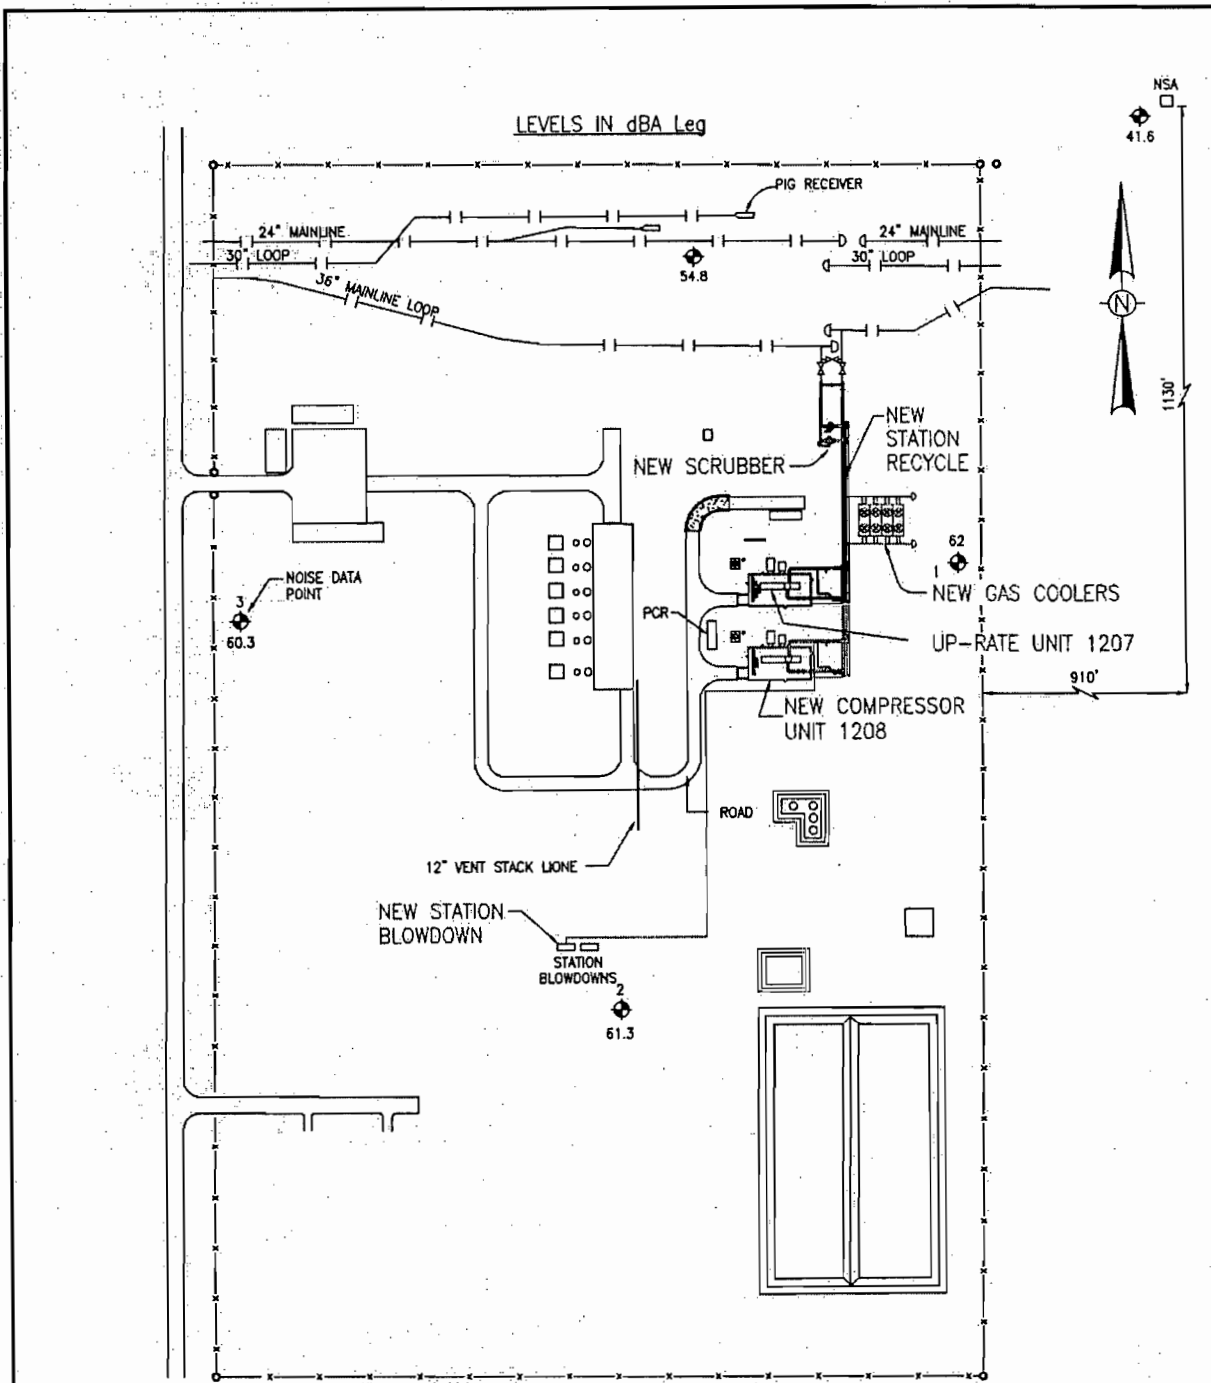 NSA
41.6
LEVELS IN dBA Leq
PIG RECEIVER
24" MAINLINE
24" MAINLINE
30" LOOP
30" LOOP
54.8
36" MAINLINE LOOP
N
1130'
NEW
STATION
RECYCLE
NEW SCRUBBER
62
1
NEW GAS COOLERS
NOISE DATA
POINT
3
60.3
PCR
UP-RATE UNIT 1207
910'
NEW COMPRESSOR
UNIT 1208
ROAD
12" VENT STACK LIONE
NEW STATION
BLOWDOWN
STATION
BLOWDOWNS
2
61.3